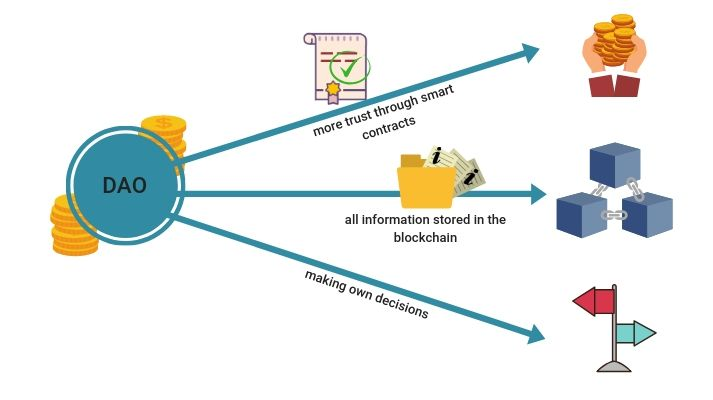 DAO
more trust through smart
contracts
all information stored in the
blockchain
making own decisions